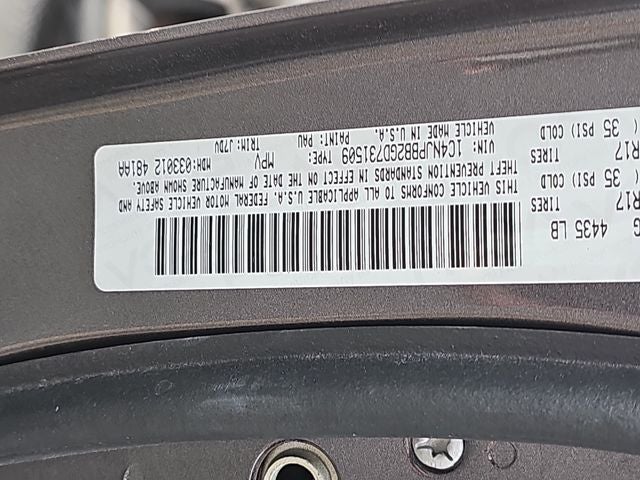 G 4435 LB
R17 TIRES
( 35 PSI) COLD
R17 TIRES
( 35 PSI) COLD
THIS VEHICLE CONFORMS TO ALL APPLICABLE U.S.A. FEDERAL MOTOR VEHICLE SAFETY AND
THEFT PREVENTION STANDARDS IN EFFECT ON THE DATE OF MANUFACTURE SHOWN ABOVE.
VIN: 1C4NJPBB2GD731509 TYPE: MPV MDH:033012 481AA
VEHICLE MADE IN U.S.A. PAINT: PAU TRIM: J7DV